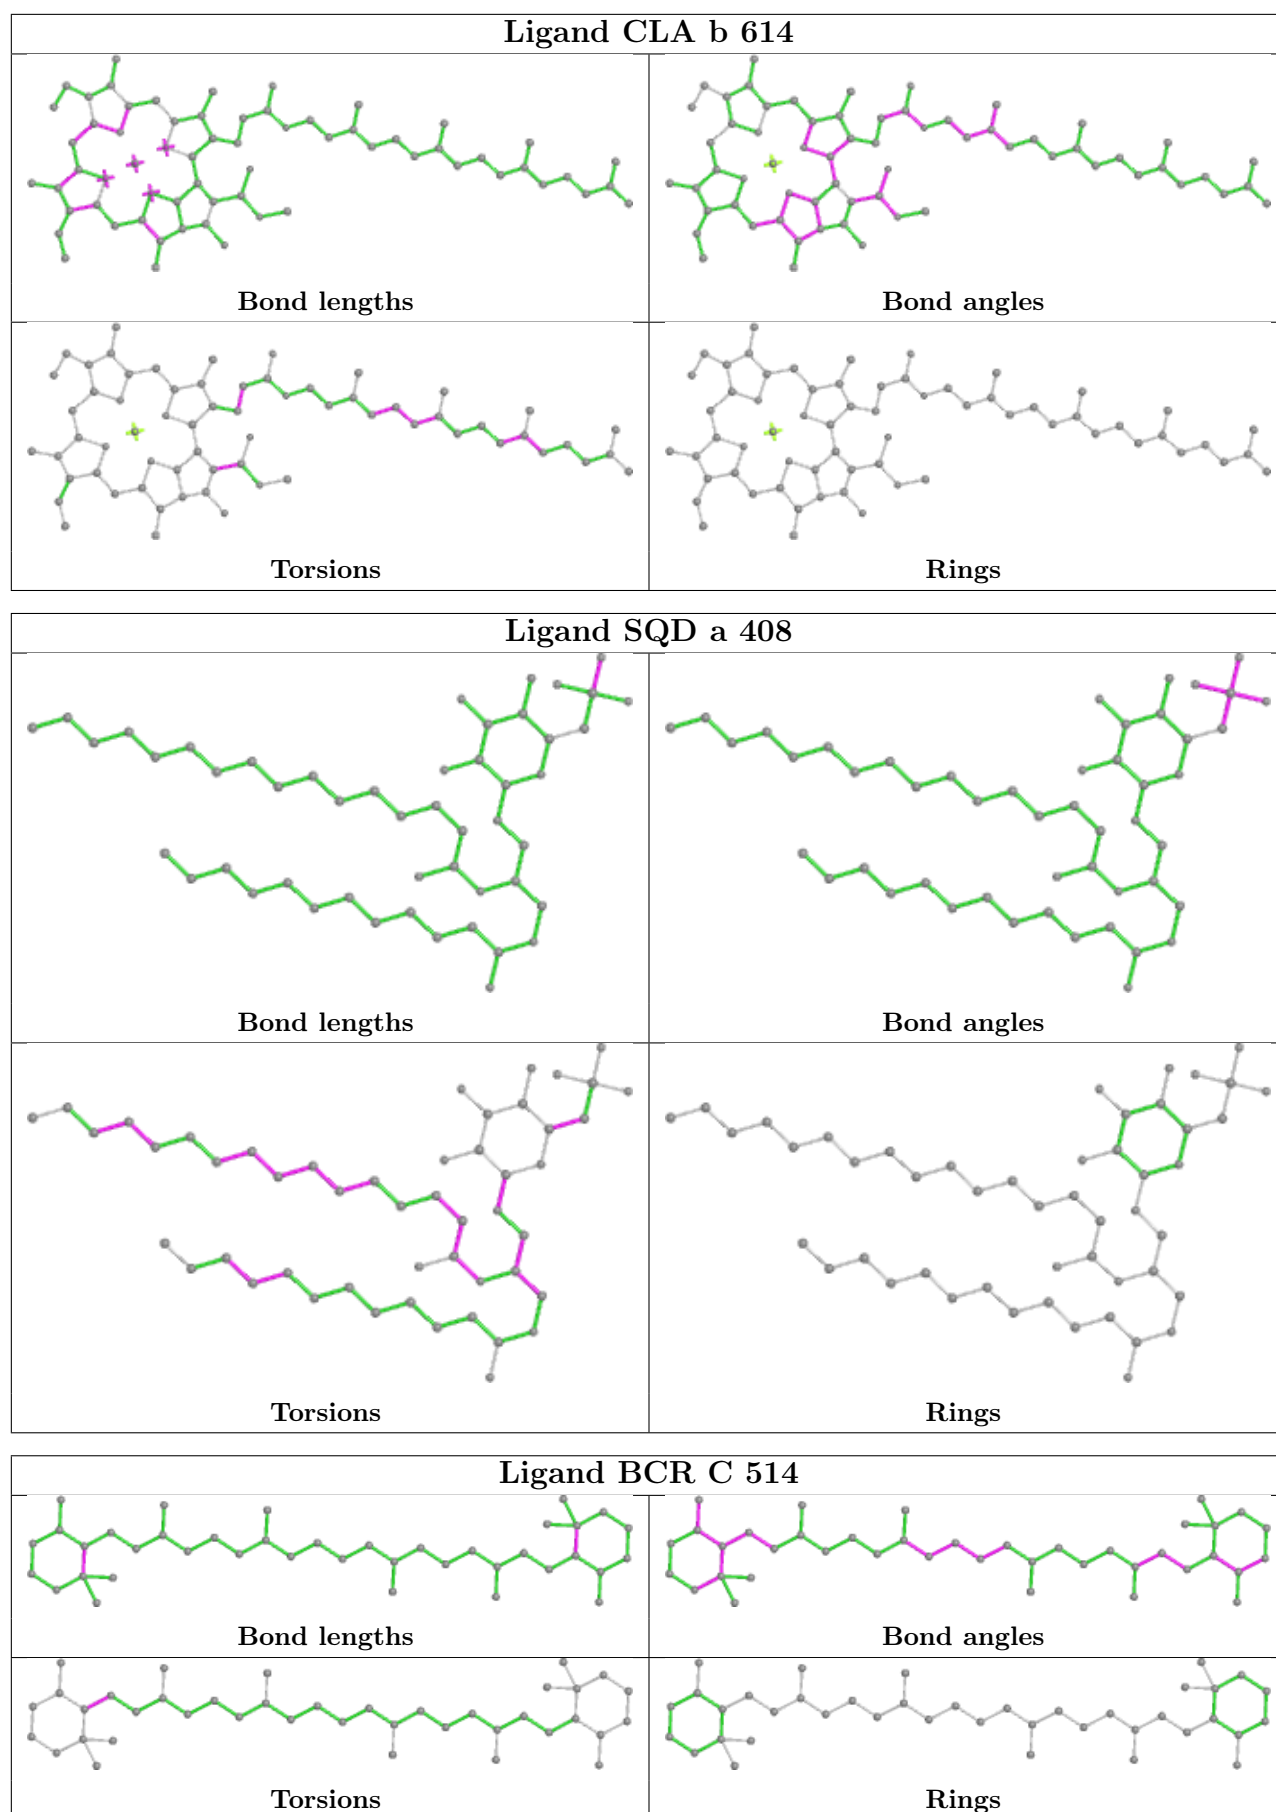 Ligand CLA b 614
Bond lengths
Bond angles
Torsions
Rings
Ligand SQD a 408
Bond lengths
Bond angles
Torsions
Rings
Ligand BCR C 514
Bond lengths
Bond angles
Torsions
Rings